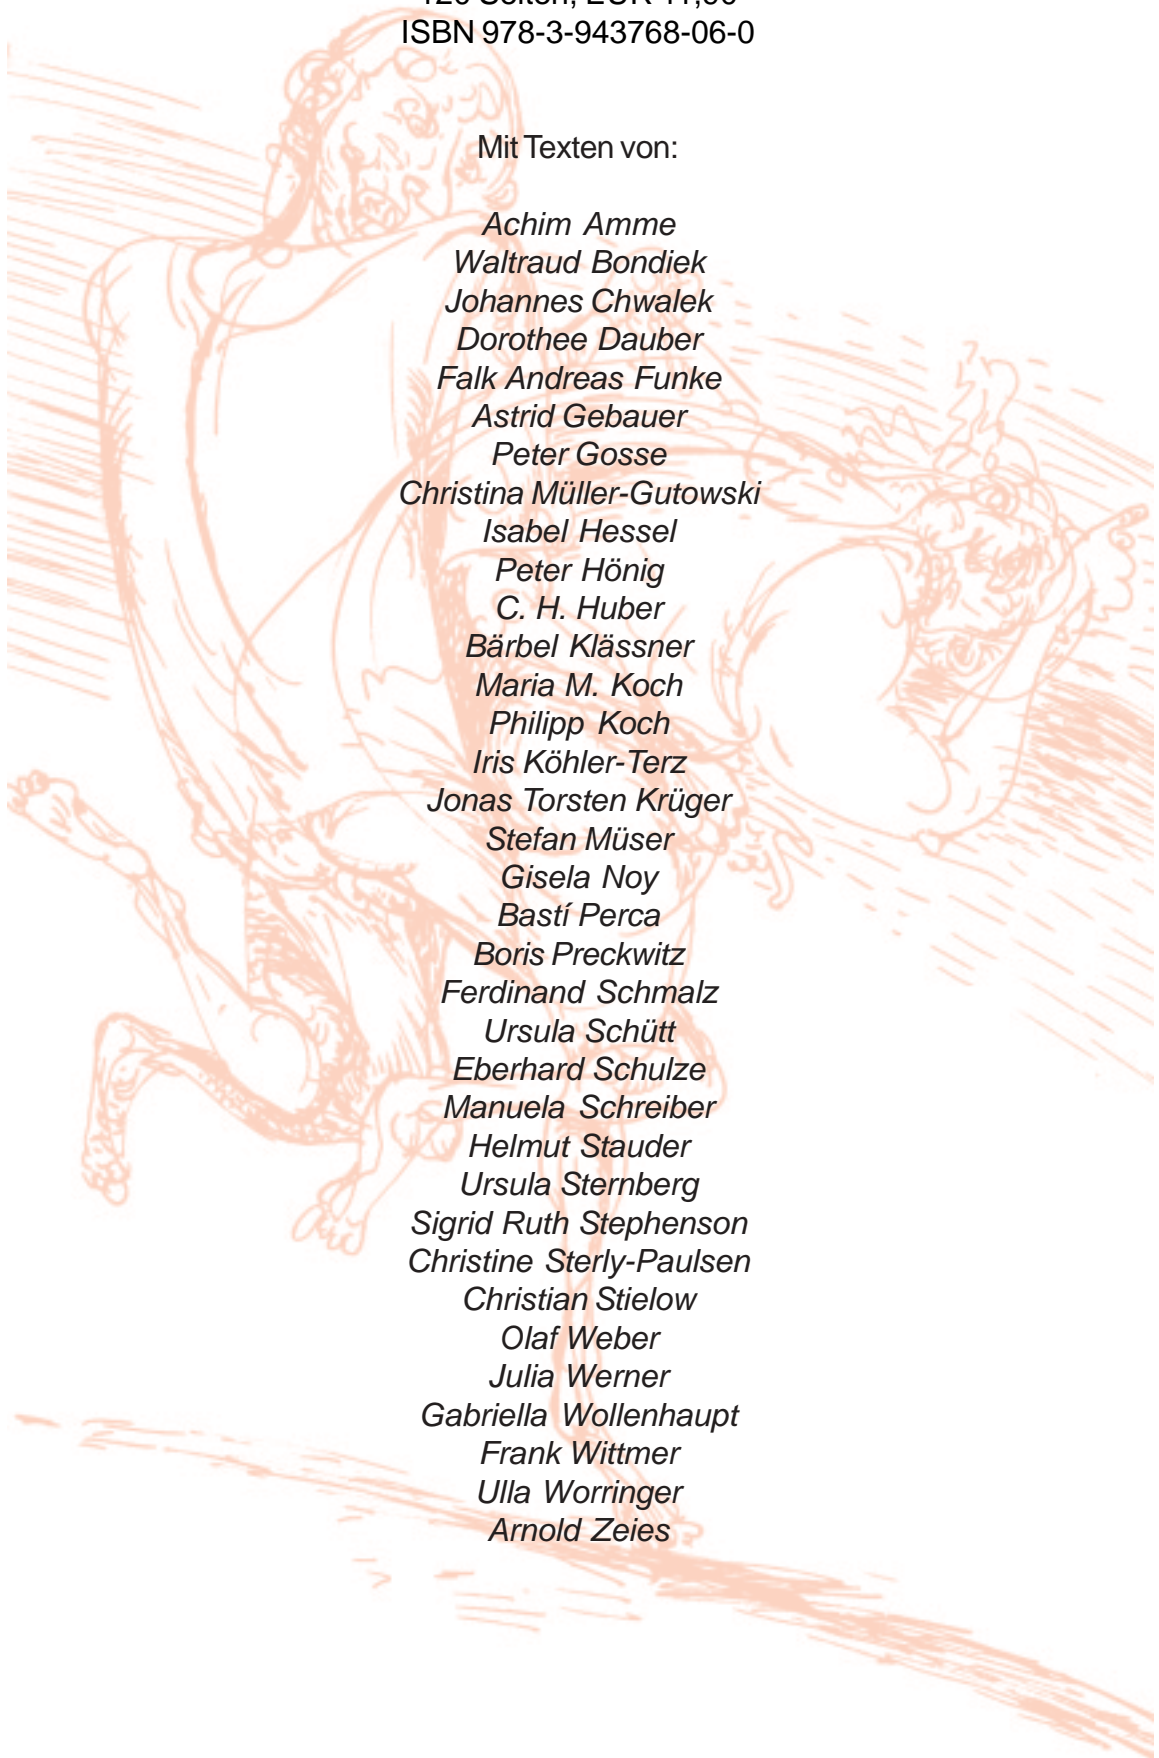 ISBN 978-3-943768-06-0
Mit Texten von:
Achim Amme
Waltraud Bondiek
Johannes Chwalek
Dorothee Dauber
Falk Andreas Funke
Astrid Gebauer
Peter Gosse
Christina Müller-Gutowski
Isabel Hessel
Peter Hönig
C. H. Huber
Bärbel Klässner
Maria M. Koch
Philipp Koch
Iris Köhler-Terz
Jonas Torsten Krüger
Stefan Müser
Gisela Noy
Bastí Perca
Boris Preckwitz
Ferdinand Schmalz
Ursula Schütt
Eberhard Schulze
Manuela Schreiber
Helmut Stauder
Ursula Sternberg
Sigrid Ruth Stephenson
Christine Sterly-Paulsen
Christian Stielow
Olaf Weber
Julia Werner
Gabriella Wollenhaupt
Frank Wittmer
Ulla Worringer
Arnold Zeies